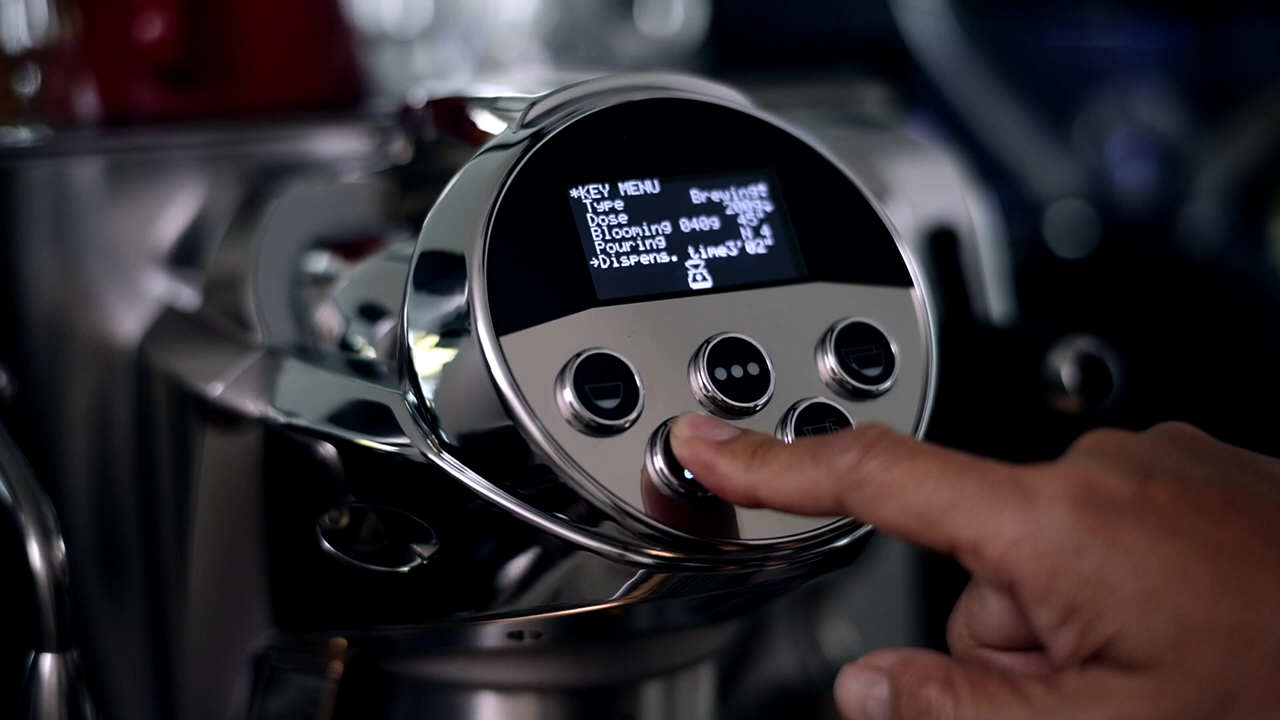 *KEY MENU
Type Brewing*
Dose 200g
Blooming 040g 45"
Pouring N.4
→Dispens. time3'02"